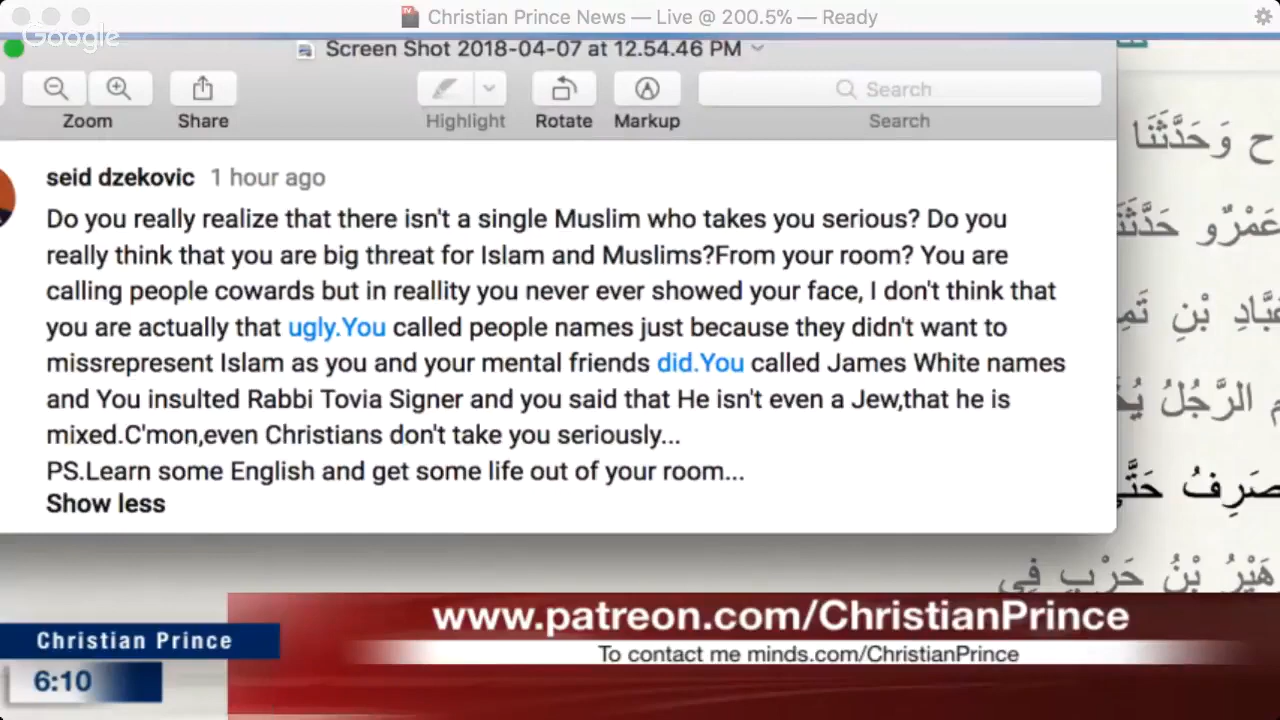 Christian Prince News — Live @ 200.5% — Ready
Google
Screen Shot 2018-04-07 at 12.54.46 PM
Search
Zoom
Share
Highlight
Rotate
Markup
Search
seid dzekovic 1 hour ago
Do you really realize that there isn't a single Muslim who takes you serious? Do you
really think that you are big threat for Islam and Muslims?From your room? You are
calling people cowards but in reallity you never ever showed your face, I don't think that
you are actually that ugly.You called people names just because they didn't want to
missrepresent Islam as you and your mental friends did.You called James White names
and You insulted Rabbi Tovia Signer and you said that He isn't even a Jew,that he is
mixed.C'mon,even Christians don't take you seriously...
PS.Learn some English and get some life out of your room...
Show less
ح وَحَدَّثَنَا
عَمْرٌو حَدَّثَنَا
عَبَّادِ بْنِ
الرَّجُلُ
حَتَّى
زُهَيْرُ بْنُ حَرْبٍ فِي
www.patreon.com/ChristianPrince
To contact me minds.com/ChristianPrince
Christian Prince
6:10